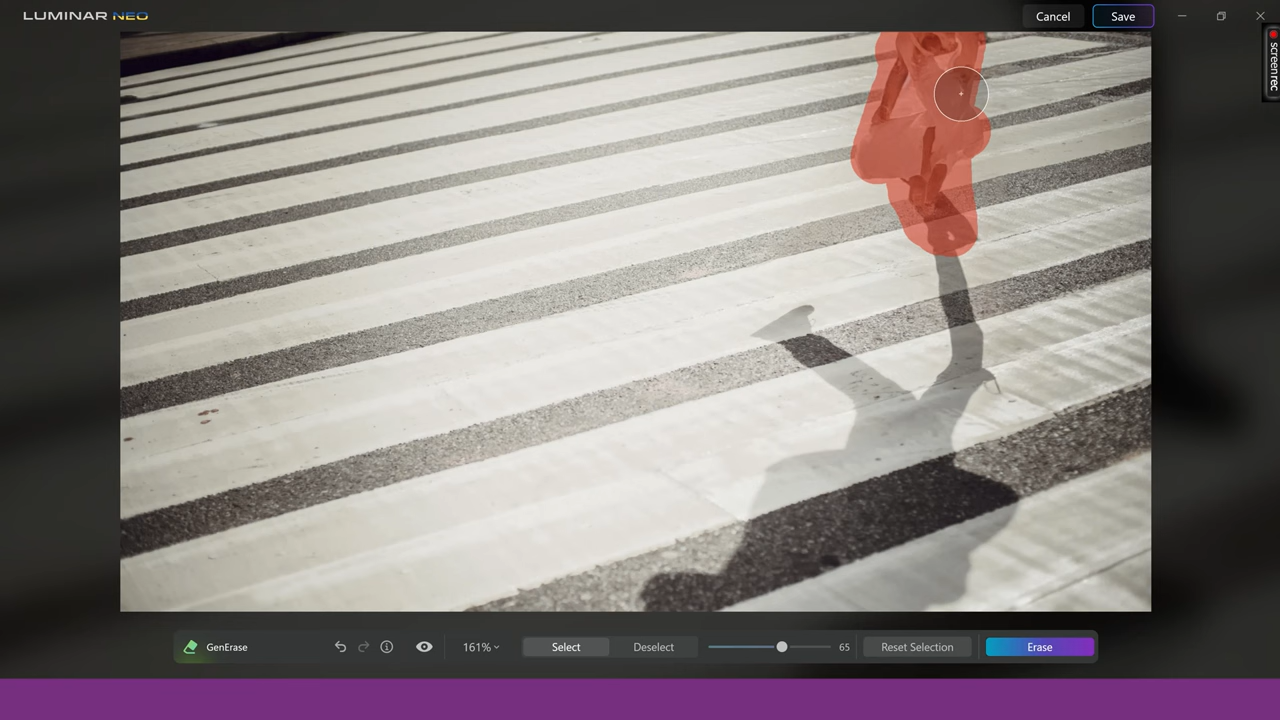 LUMINAR NEO
Cancel
Save
screenrec
GenErase
161%
Select
Deselect
65
Reset Selection
Erase